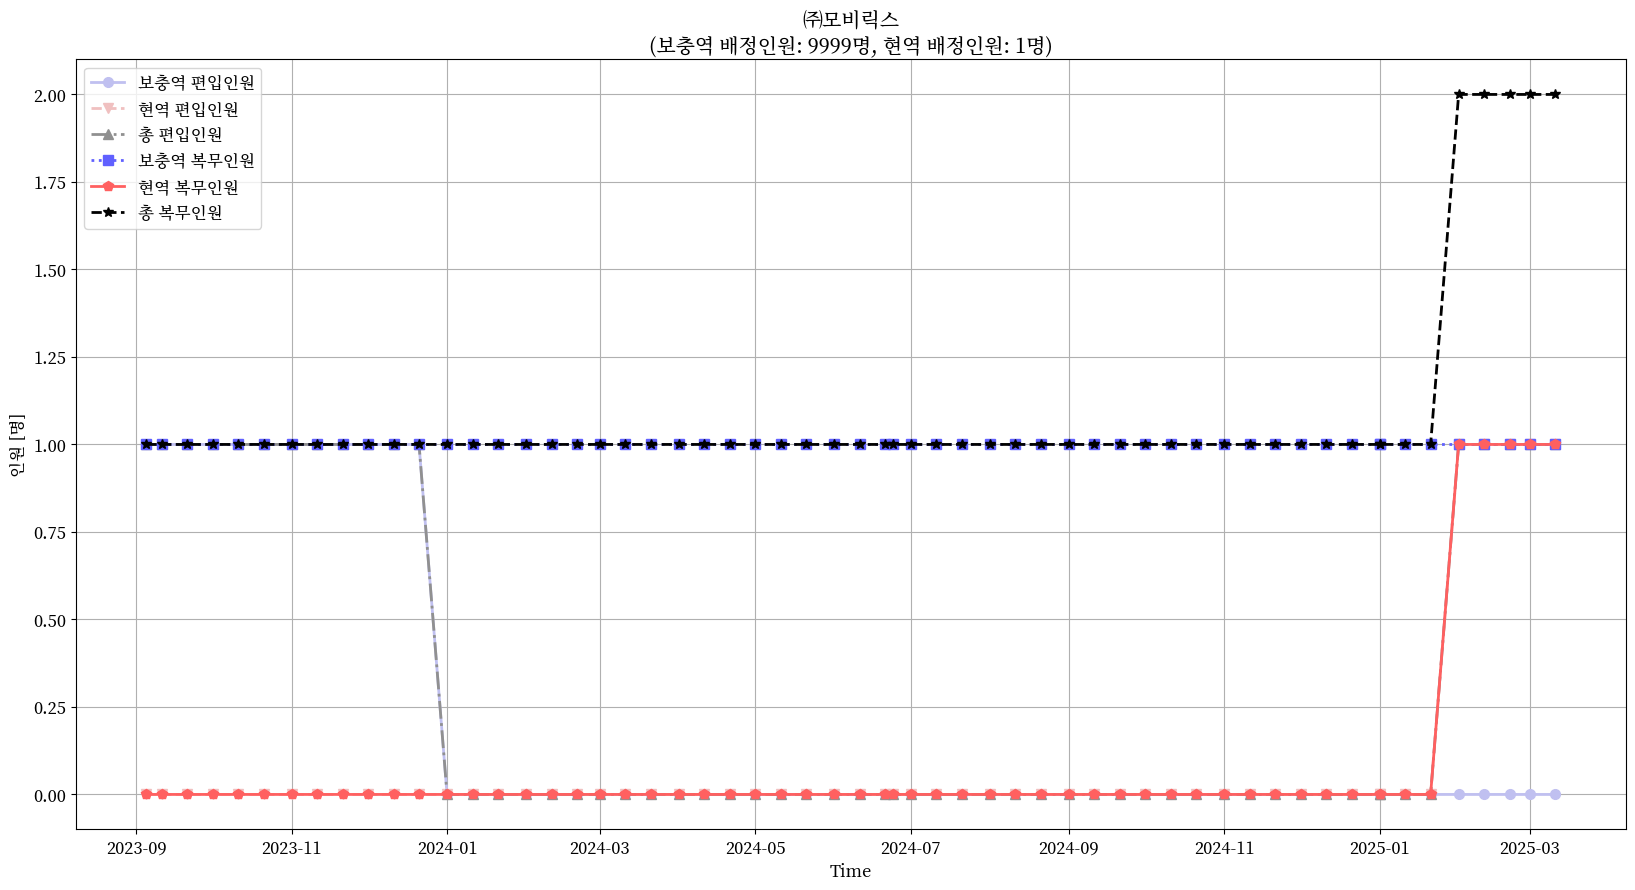 ㈜모비릭스
(보충역 배정인원: 9999명, 현역 배정인원: 1명)
보충역 편입인원
현역 편입인원
총 편입인원
보충역 복무인원
현역 복무인원
총 복무인원
인원 [명]
2.00
1.75
1.50
1.25
1.00
0.75
0.50
0.25
0.00
2023-09
2023-11
2024-01
2024-03
2024-05
2024-07
2024-09
2024-11
2025-01
2025-03
Time